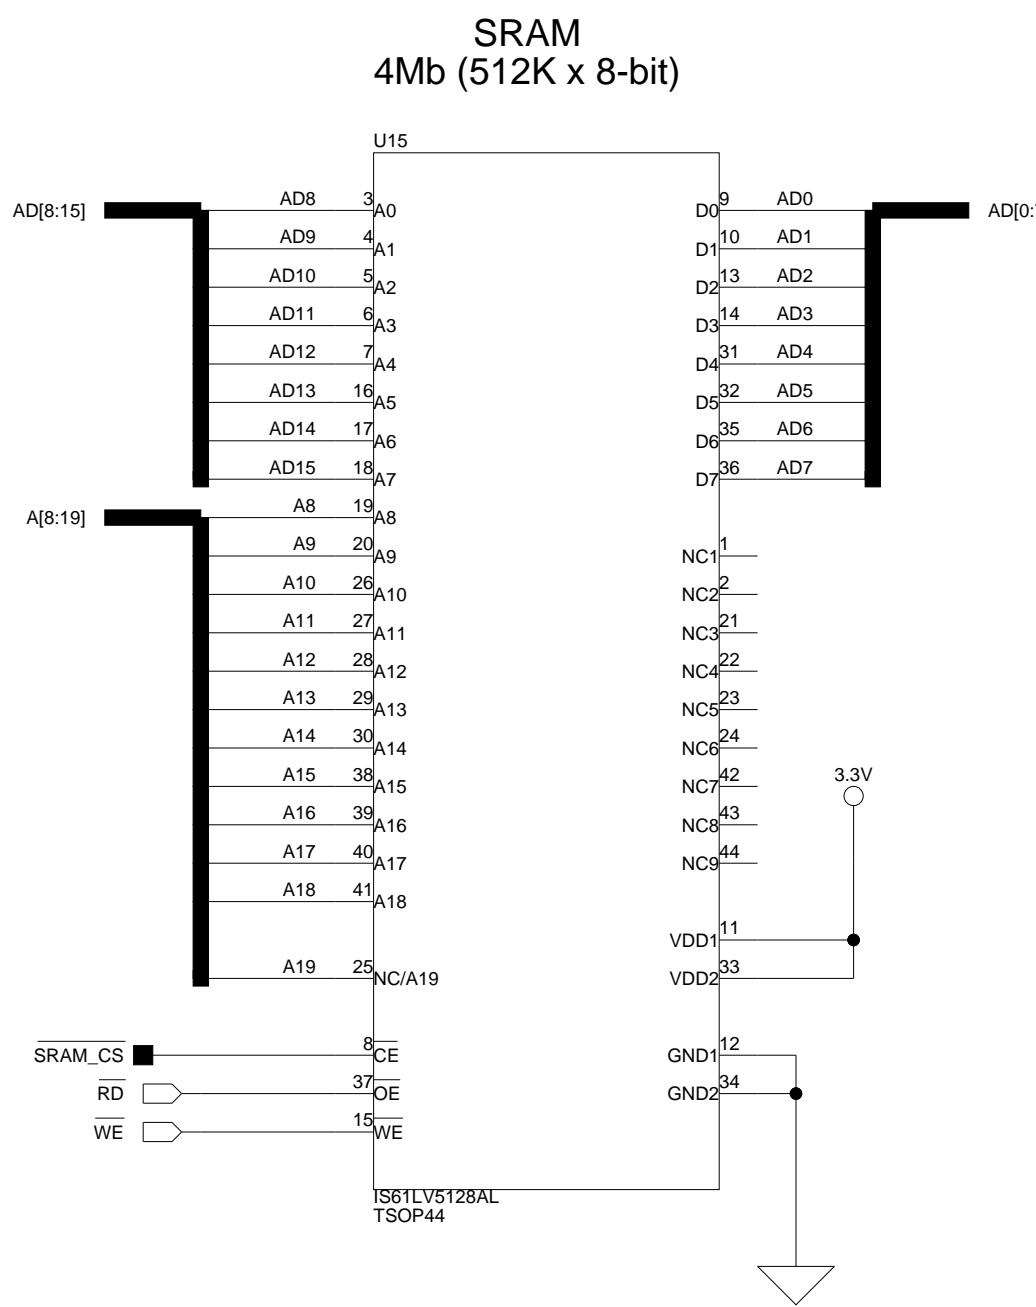 SRAM
4Mb (512K x 8-bit)
U15
AD[8:15] AD8 3 A0 D0 9 AD0 AD[0:
AD9 4 A1 D1 10 AD1
AD10 5 A2 D2 13 AD2
AD11 6 A3 D3 14 AD3
AD12 7 A4 D4 31 AD4
AD13 16 A5 D5 32 AD5
AD14 17 A6 D6 35 AD6
AD15 18 A7 D7 36 AD7
A[8:19] A8 19 A8
A9 20 A9 NC1 1
A10 26 A10 NC2 2
A11 27 A11 NC3 21
A12 28 A12 NC4 22
A13 29 A13 NC5 23
A14 30 A14 NC6 24
A15 38 A15 NC7 42 3.3V
A16 39 A16 NC8 43
A17 40 A17 NC9 44
A18 41 A18
VDD1 11
A19 25 NC/A19 VDD2 33
SRAM_CS 8 CE GND1 12
RD 37 OE GND2 34
WE 15 WE
IS61LV5128AL
TSOP44